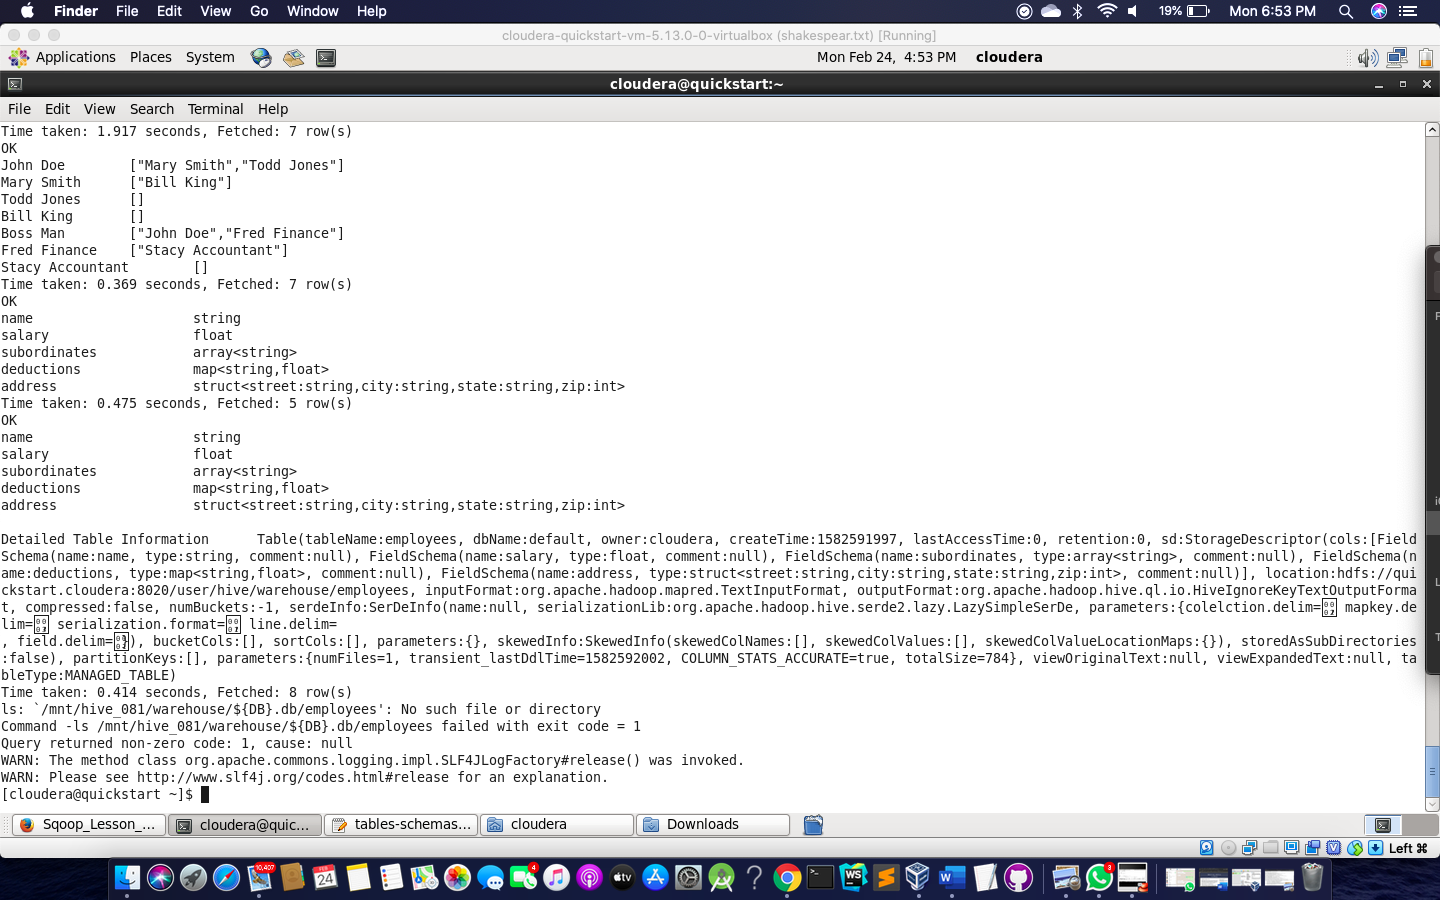 Finder File Edit View Go Window Help 19% Mon 6:53 PM
cloudera-quickstart-vm-5.13.0-0-virtualbox (shakespear.txt) [Running]
Applications Places System Mon Feb 24, 4:53 PM cloudera
cloudera@quickstart:~
File Edit View Search Terminal Help
Time taken: 1.917 seconds, Fetched: 7 row(s)
OK
John Doe ["Mary Smith","Todd Jones"]
Mary Smith ["Bill King"]
Todd Jones []
Bill King []
Boss Man ["John Doe","Fred Finance"]
Fred Finance ["Stacy Accountant"]
Stacy Accountant []
Time taken: 0.369 seconds, Fetched: 7 row(s)
OK
name string
salary float
subordinates array<string>
deductions map<string,float>
address struct<street:string,city:string,state:string,zip:int>
Time taken: 0.475 seconds, Fetched: 5 row(s)
OK
name string
salary float
subordinates array<string>
deductions map<string,float>
address struct<street:string,city:string,state:string,zip:int>
Detailed Table Information Table(tableName:employees, dbName:default, owner:cloudera, createTime:1582591997, lastAccessTime:0, retention:0, sd:StorageDescriptor(cols:[Field
Schema(name:name, type:string, comment:null), FieldSchema(name:salary, type:float, comment:null), FieldSchema(name:subordinates, type:array<string>, comment:null), FieldSchema(n
ame:deductions, type:map<string,float>, comment:null), FieldSchema(name:address, type:struct<street:string,city:string,state:string,zip:int>, comment:null)], location:hdfs://qui
ckstart.cloudera:8020/user/hive/warehouse/employees, inputFormat:org.apache.hadoop.mapred.TextInputFormat, outputFormat:org.apache.hadoop.hive.ql.io.HiveIgnoreKeyTextOutputForma
t, compressed:false, numBuckets:-1, serdeInfo:SerDeInfo(name:null, serializationLib:org.apache.hadoop.hive.serde2.lazy.LazySimpleSerDe, parameters:{colelction.delim= mapkey.de
lim= serialization.format= line.delim=
, field.delim=}), bucketCols:[], sortCols:[], parameters:{}, skewedInfo:SkewedInfo(skewedColNames:[], skewedColValues:[], skewedColValueLocationMaps:{}), storedAsSubDirectories
:false), partitionKeys:[], parameters:{numFiles=1, transient_lastDdlTime=1582592002, COLUMN_STATS_ACCURATE=true, totalSize=784}, viewOriginalText:null, viewExpandedText:null, ta
bleType:MANAGED_TABLE)
Time taken: 0.414 seconds, Fetched: 8 row(s)
ls: `/mnt/hive_081/warehouse/${DB}.db/employees': No such file or directory
Command -ls /mnt/hive_081/warehouse/${DB}.db/employees failed with exit code = 1
Query returned non-zero code: 1, cause: null
WARN: The method class org.apache.commons.logging.impl.SLF4JLogFactory#release() was invoked.
WARN: Please see http://www.slf4j.org/codes.html#release for an explanation.
[cloudera@quickstart ~]$
Sqoop_Lesson_... cloudera@quic... tables-schemas... cloudera Downloads
Left ⌘
10,407 FEB 24 4 tv WS 3